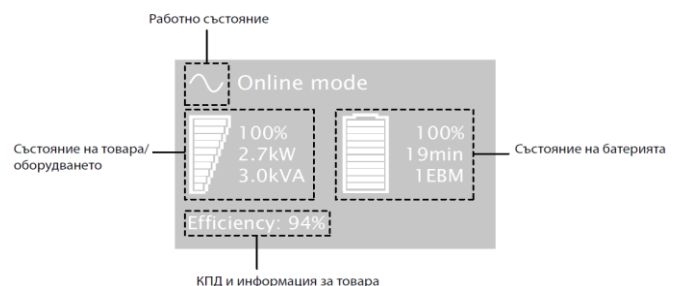 Работно състояние
Online mode
Състояние на товара/
оборудването
100%
2.7kW
3.0kVA
100%
19min
1EBM
Състояние на батерията
Efficiency: 94%
КПД и информация за товара